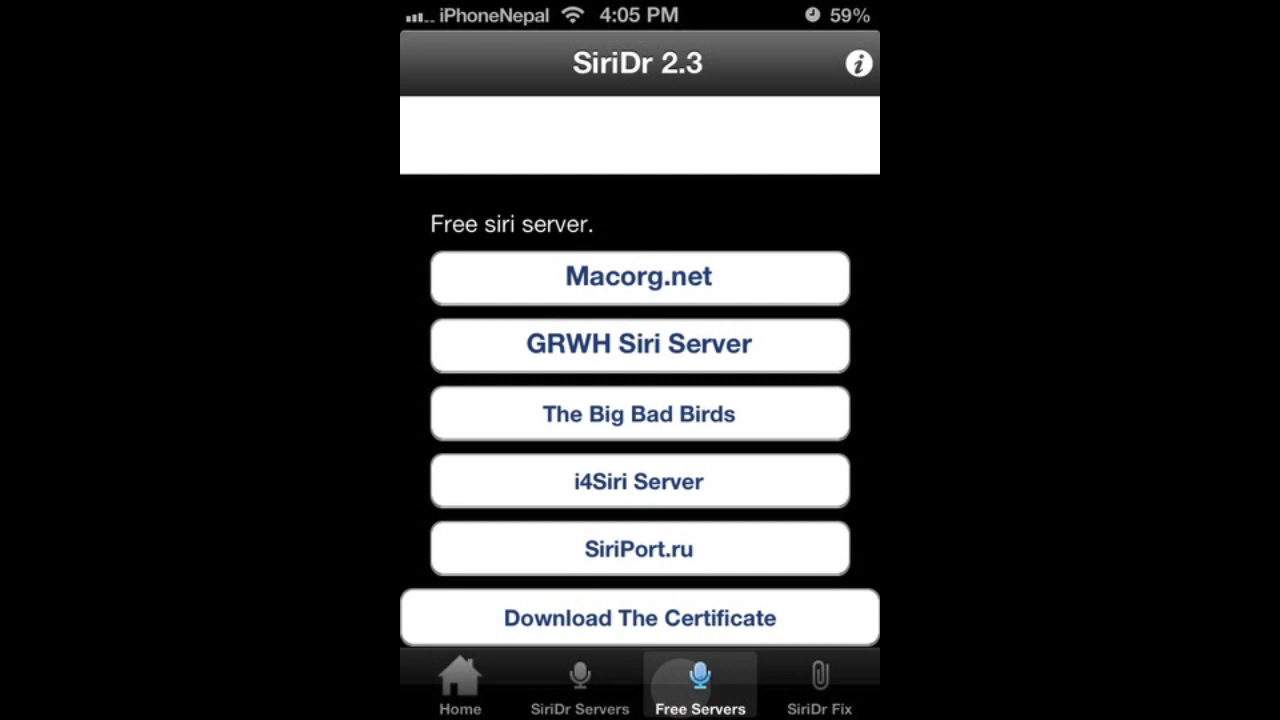 iPhoneNepal 4:05 PM 59%
SiriDr 2.3
Free siri server.
Macorg.net
GRWH Siri Server
The Big Bad Birds
i4Siri Server
SiriPort.ru
Download The Certificate
Home SiriDr Servers Free Servers SiriDr Fix